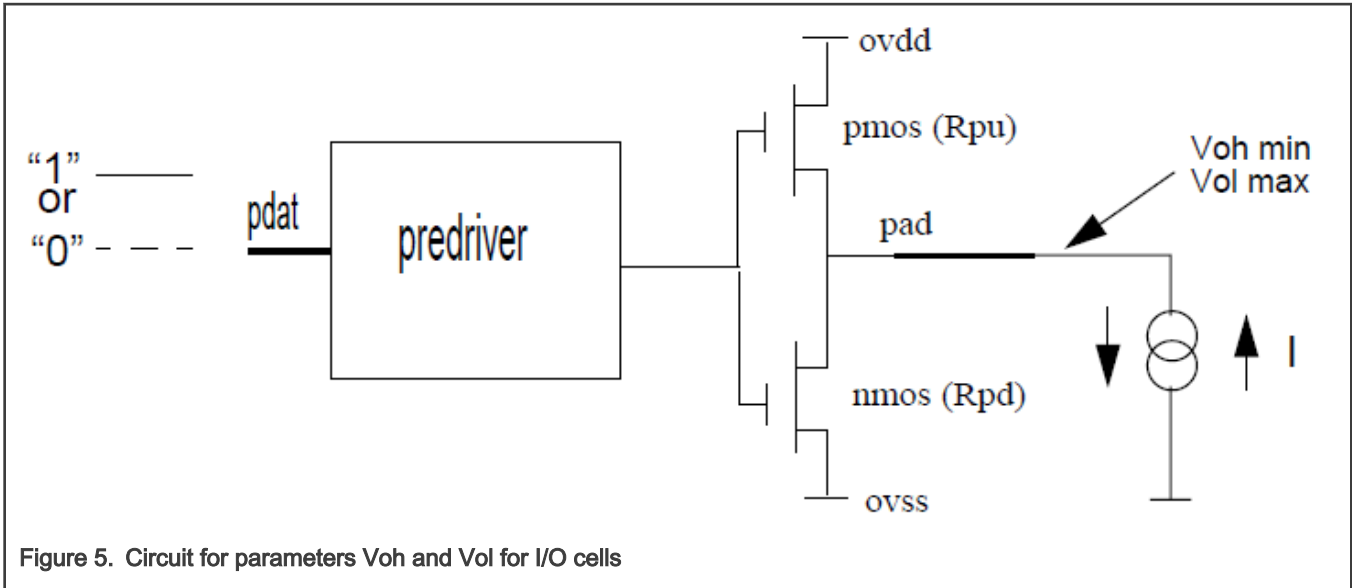 “1”
or
“0”
pdat
predriver
ovdd
pmos (Rpu)
pad
Voh min
Vol max
nmos (Rpd)
I
ovss
Figure 5. Circuit for parameters Voh and Vol for I/O cells